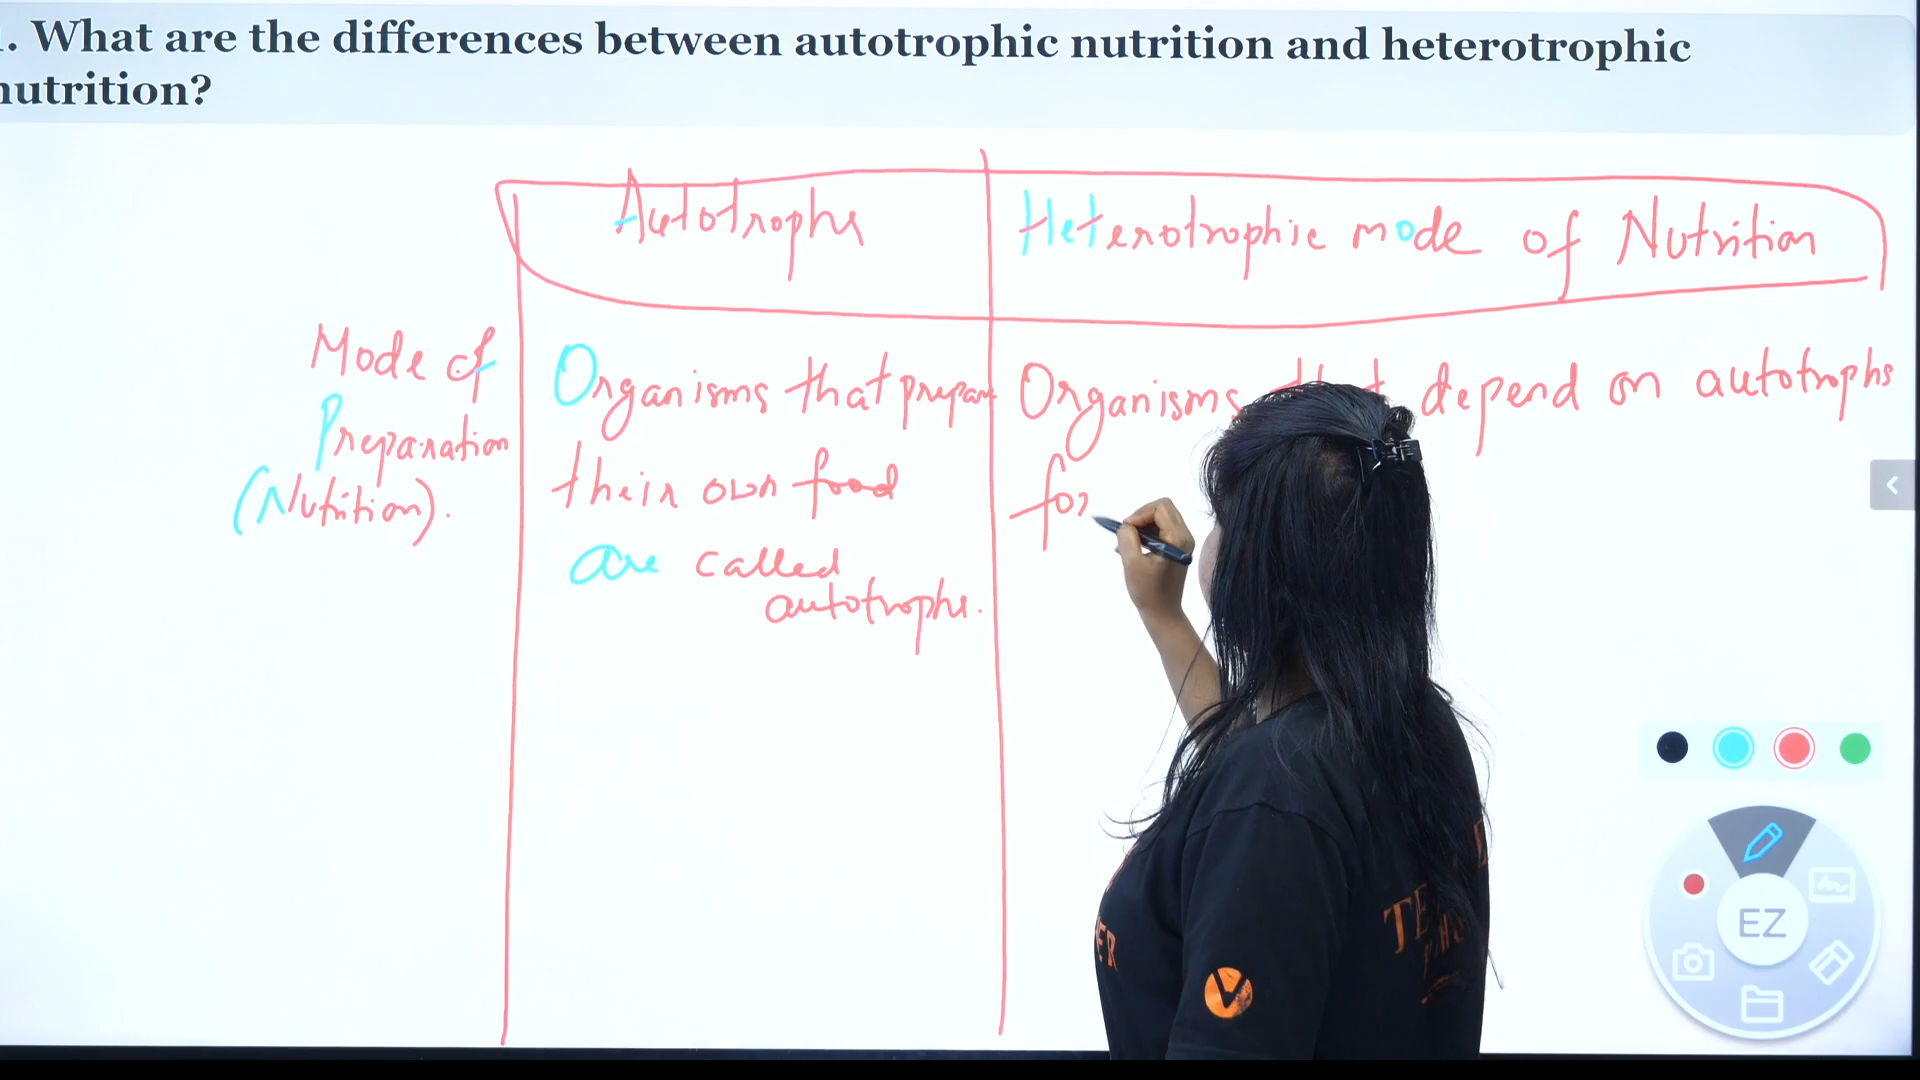 . What are the differences between autotrophic nutrition and heterotrophic
nutrition?
Autotrophs
Heterotrophic mode of Nutrition
Mode of
Preparation
(Nutrition).
Organisms that prepare
their own food
are called
autotrophs.
Organisms that depend on autotrophs
for
EZ